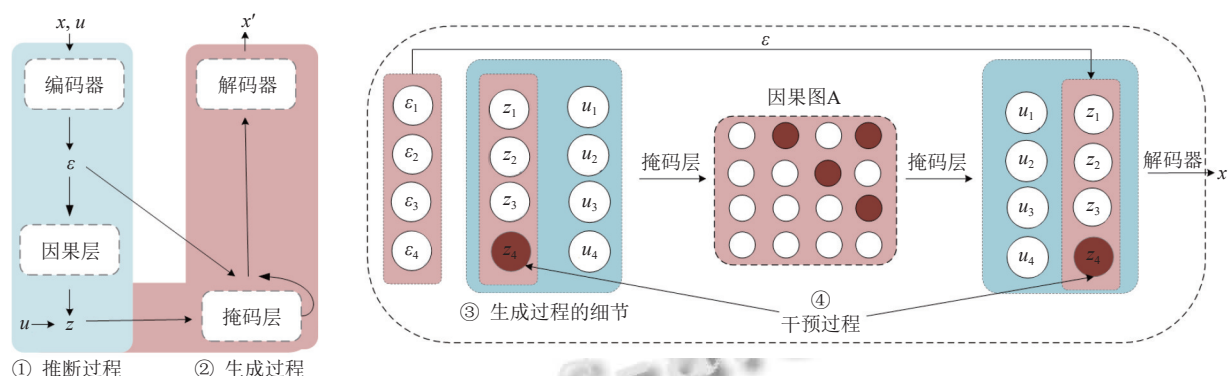 x, u
编码器
ε
因果层
u
z
① 推断过程
x′
解码器
掩码层
② 生成过程
ε
ε1
ε2
ε3
ε4
z1
z2
z3
z4
u1
u2
u3
u4
③ 生成过程的细节
掩码层
因果图A
掩码层
④
干预过程
u1
u2
u3
u4
z1
z2
z3
z4
解码器
x